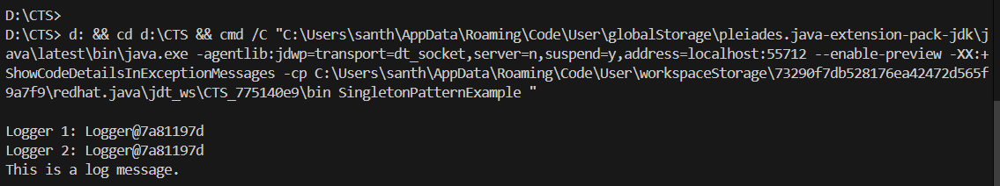 D:\CTS>
D:\CTS> d: && cd d:\CTS && cmd /C "C:\Users\santh\AppData\Roaming\Code\User\globalStorage\pleiades.java-extension-pack-jdk\j
ava\latest\bin\java.exe -agentlib:jdwp=transport=dt_socket,server=n,suspend=y,address=localhost:55712 --enable-preview -XX:+
ShowCodeDetailsInExceptionMessages -cp C:\Users\santh\AppData\Roaming\Code\User\workspaceStorage\73290f7db528176ea42472d565f
9a7f9\redhat.java\jdt_ws\CTS_775140e9\bin SingletonPatternExample "
Logger 1: Logger@7a81197d
Logger 2: Logger@7a81197d
This is a log message.